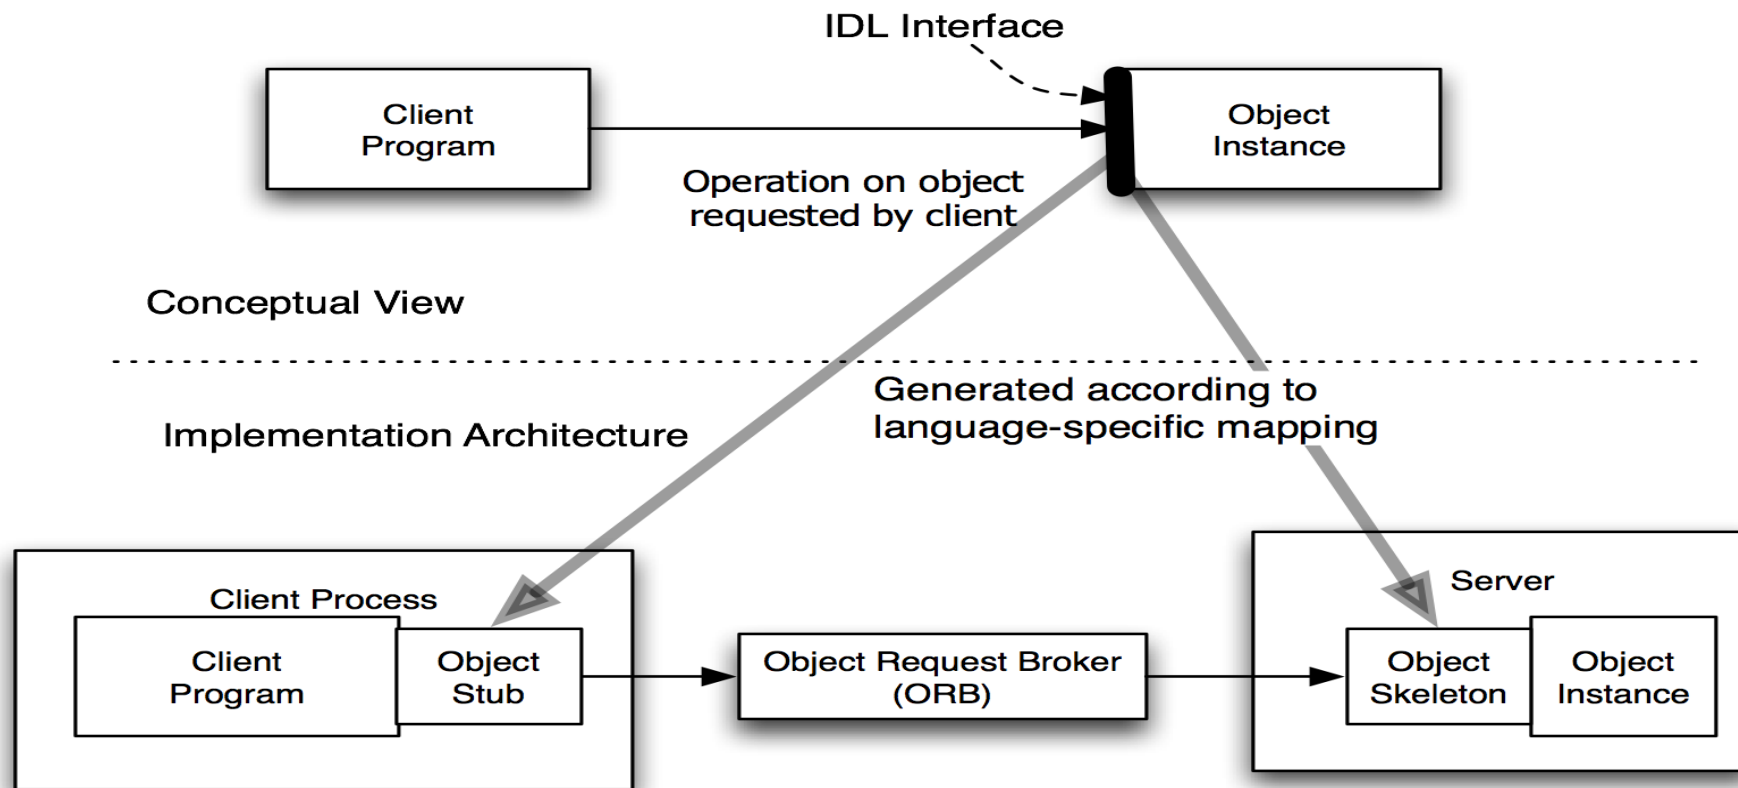 IDL Interface
Client
Program
Object
Instance
Operation on object
requested by client
Conceptual View
Generated according to
language-specific mapping
Implementation Architecture
Client Process
Client
Program
Object
Stub
Object Request Broker
(ORB)
Server
Object
Skeleton
Object
Instance